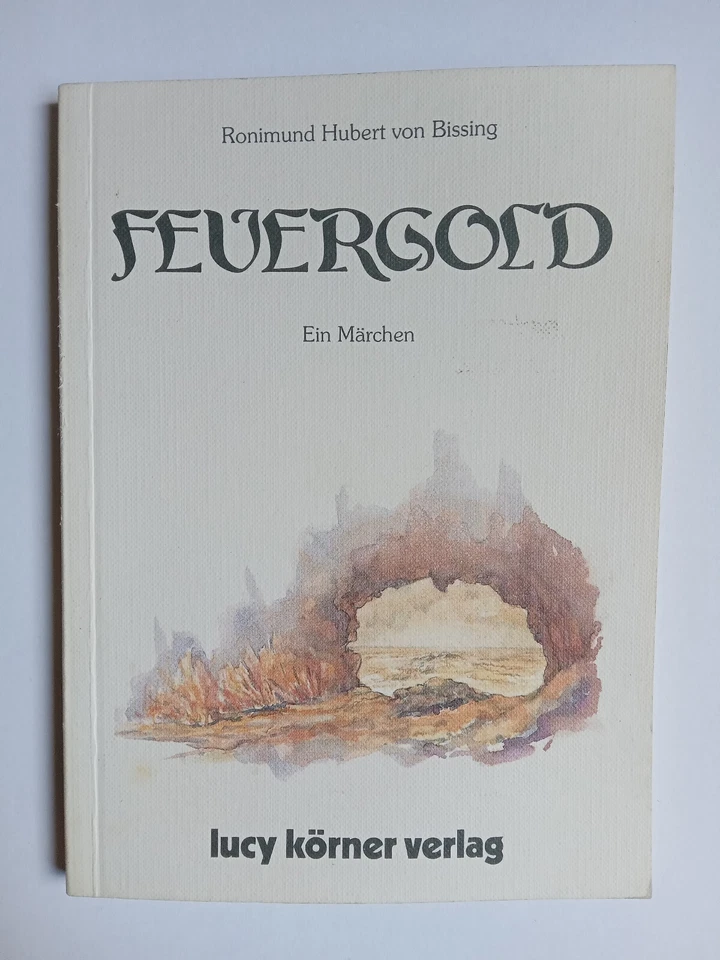 Ronimund Hubert von Bissing
FEUERGOLD
Ein Märchen
lucy körner verlag